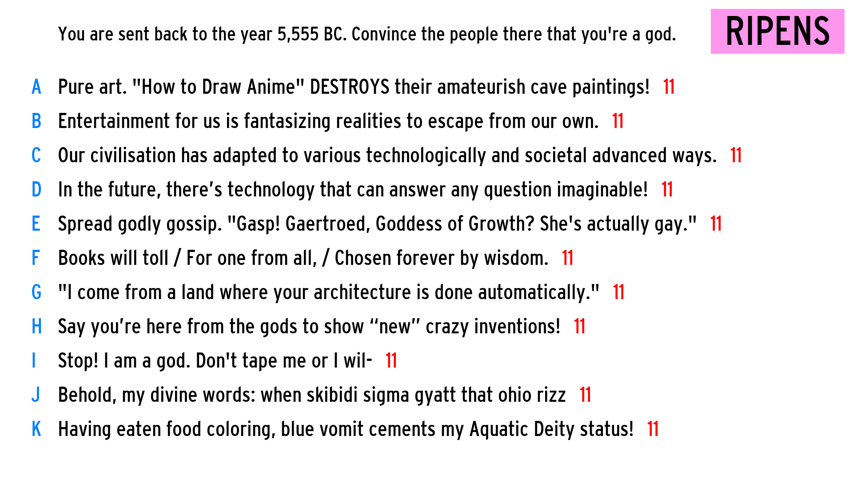 You are sent back to the year 5,555 BC. Convince the people there that you're a god.
RIPENS
A Pure art. "How to Draw Anime" DESTROYS their amateurish cave paintings! 11
B Entertainment for us is fantasizing realities to escape from our own. 11
C Our civilisation has adapted to various technologically and societal advanced ways. 11
D In the future, there’s technology that can answer any question imaginable! 11
E Spread godly gossip. "Gasp! Gaertroed, Goddess of Growth? She's actually gay." 11
F Books will toll / For one from all, / Chosen forever by wisdom. 11
G "I come from a land where your architecture is done automatically." 11
H Say you’re here from the gods to show “new” crazy inventions! 11
I Stop! I am a god. Don't tape me or I wil- 11
J Behold, my divine words: when skibidi sigma gyatt that ohio rizz 11
K Having eaten food coloring, blue vomit cements my Aquatic Deity status! 11